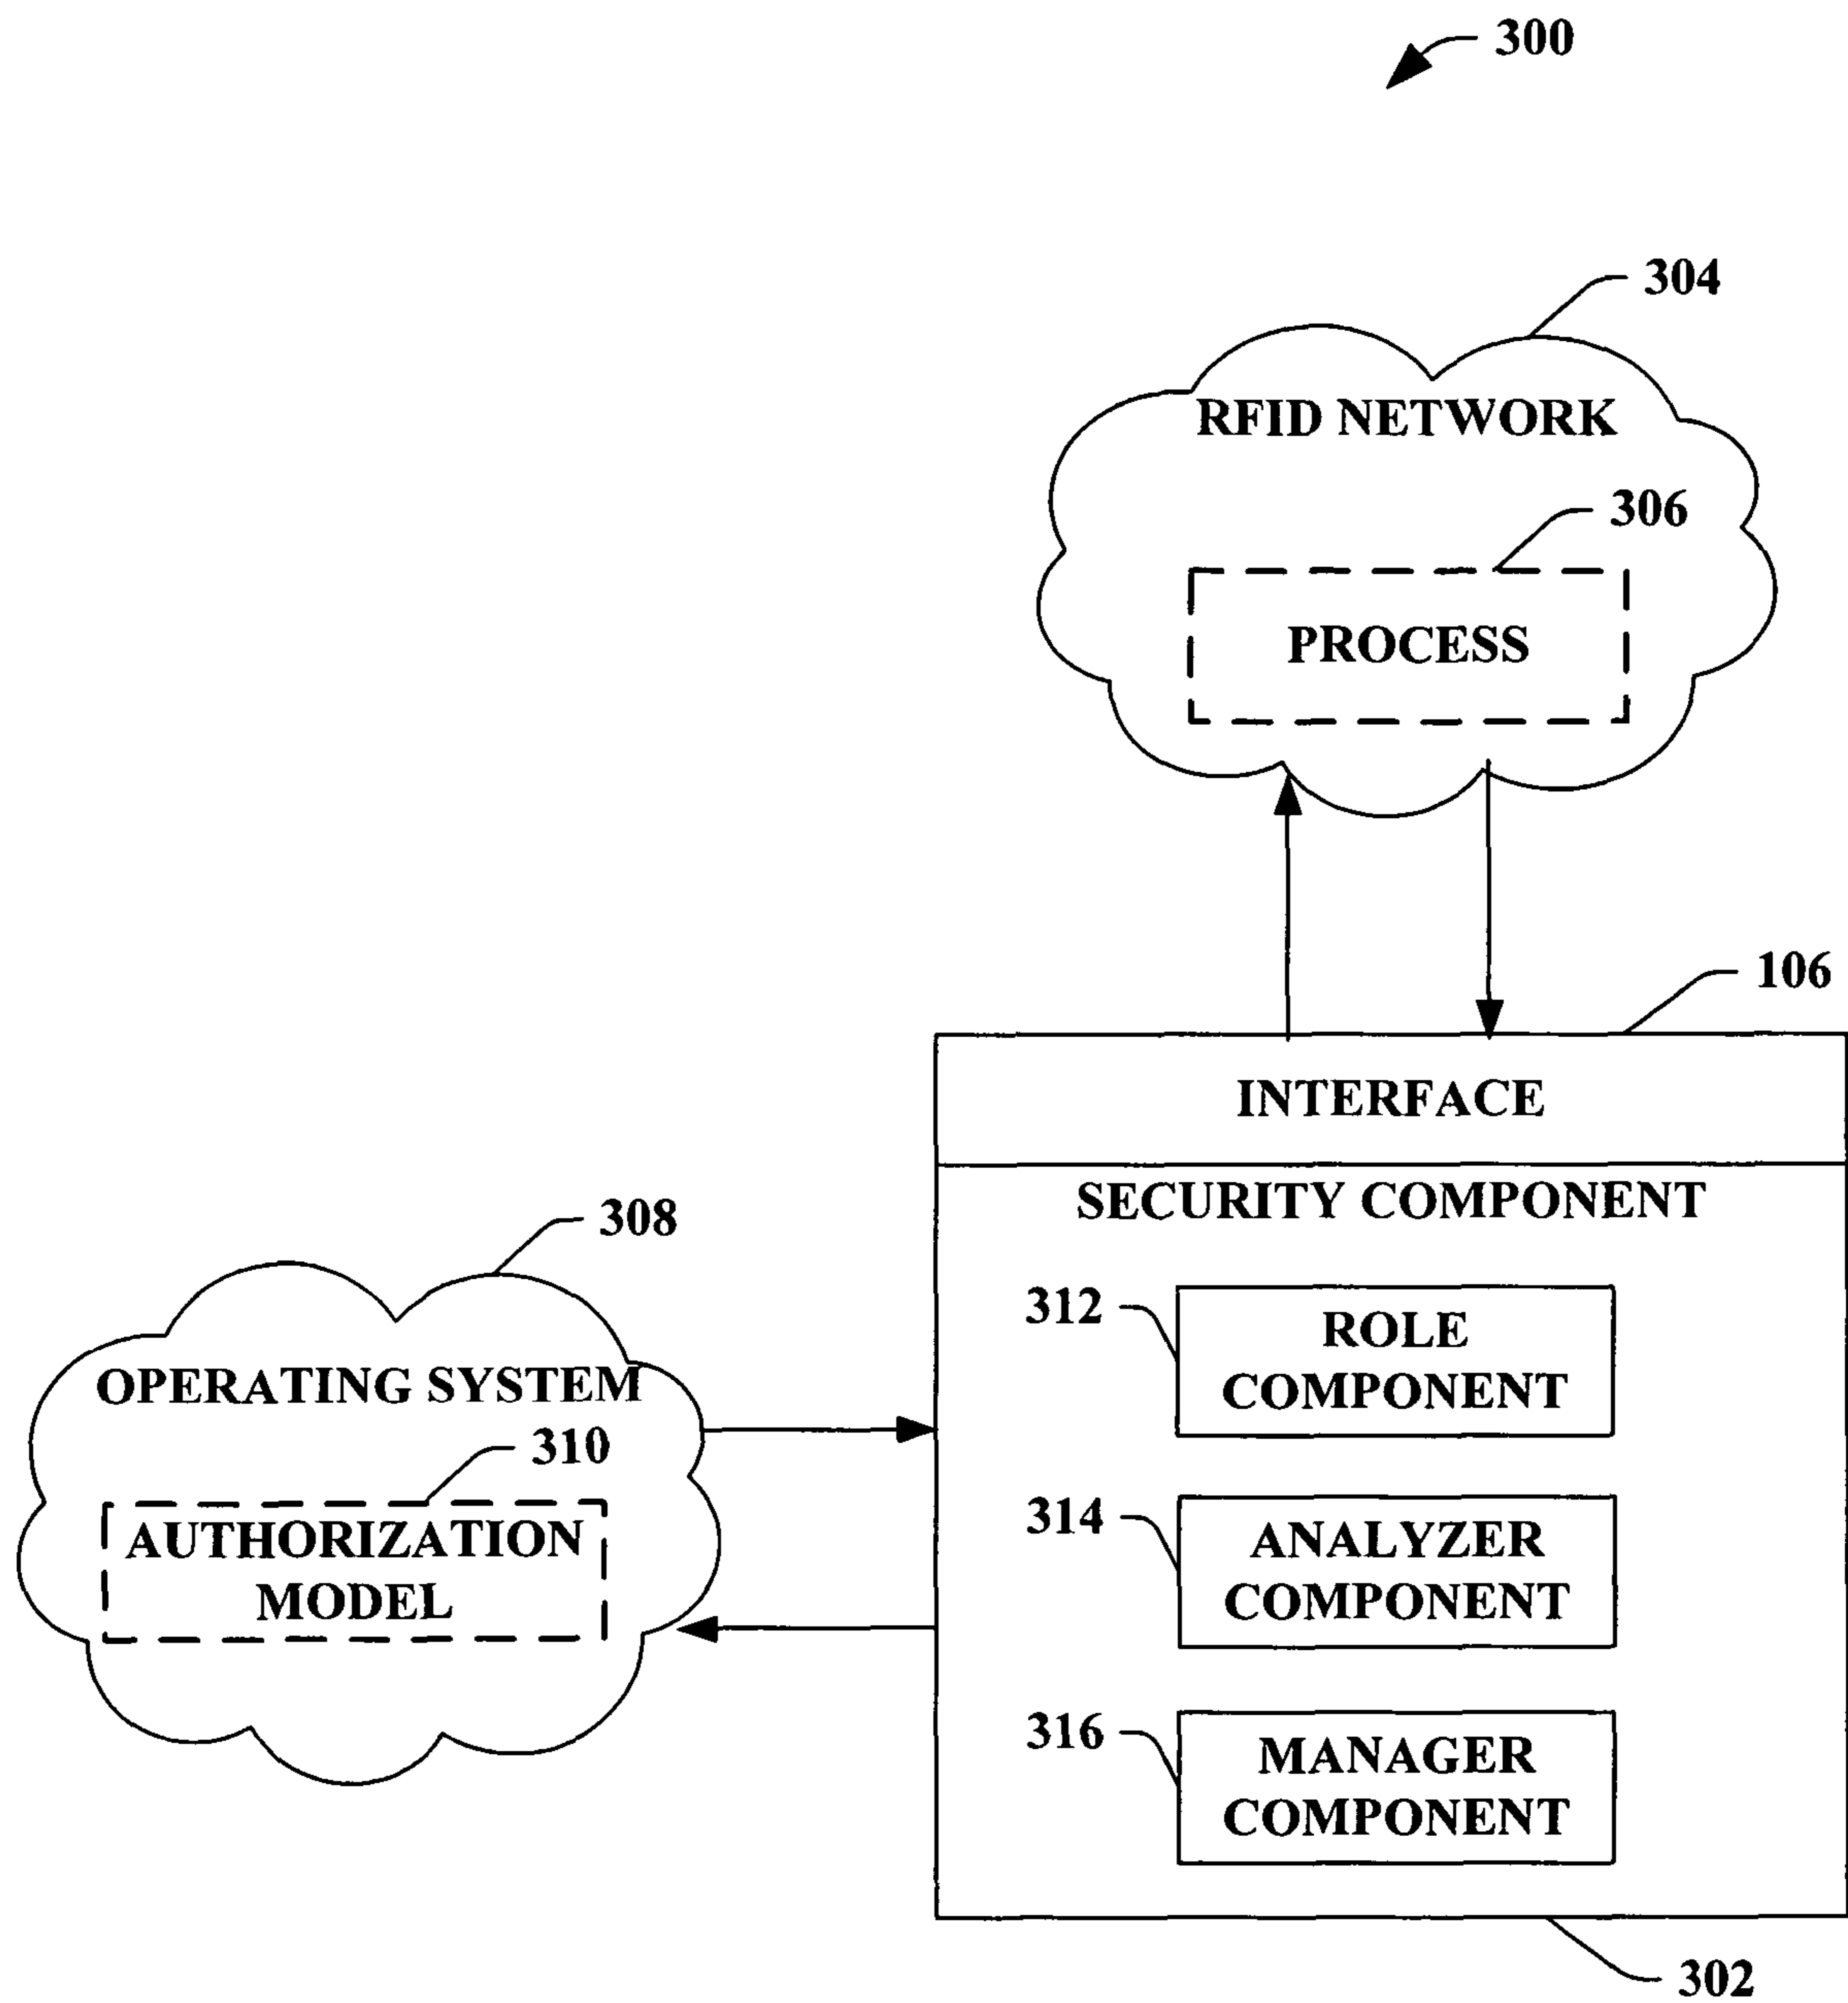 300
304
RFID NETWORK
306
PROCESS
106
INTERFACE
SECURITY COMPONENT
308
312
ROLE
COMPONENT
OPERATING SYSTEM
310
314
AUTHORIZATION
MODEL
ANALYZER
COMPONENT
316
MANAGER
COMPONENT
302